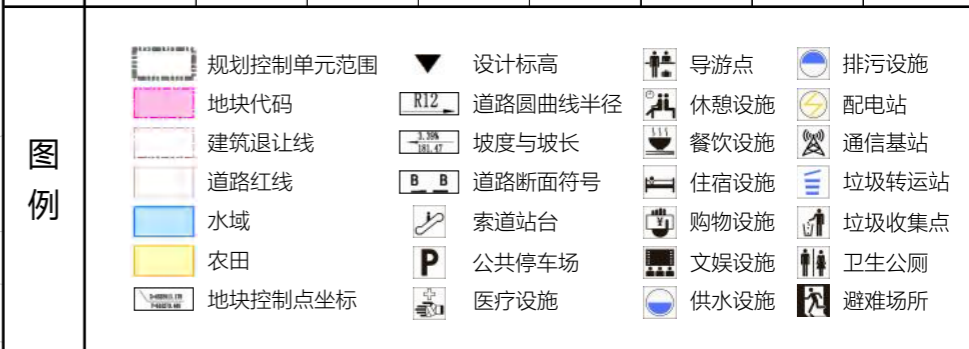 图例
规划控制单元范围
地块代码
建筑退让线
道路红线
水域
农田
地块控制点坐标
设计标高
R12 道路圆曲线半径
3.39%
181.47
坡度与坡长
B B 道路断面符号
索道站台
P 公共停车场
医疗设施
导游点
休憩设施
餐饮设施
住宿设施
¥ 购物设施
文娱设施
供水设施
排污设施
配电站
通信基站
垃圾转运站
垃圾收集点
卫生公厕
避难场所